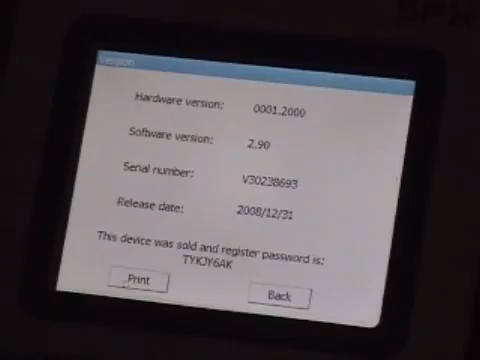 Version
Hardware version: 0001.2000
Software version: 2.90
Serial number: V30238693
Release date: 2008/12/31
This device was sold and register password is:
TYKJY6AK
Print Back